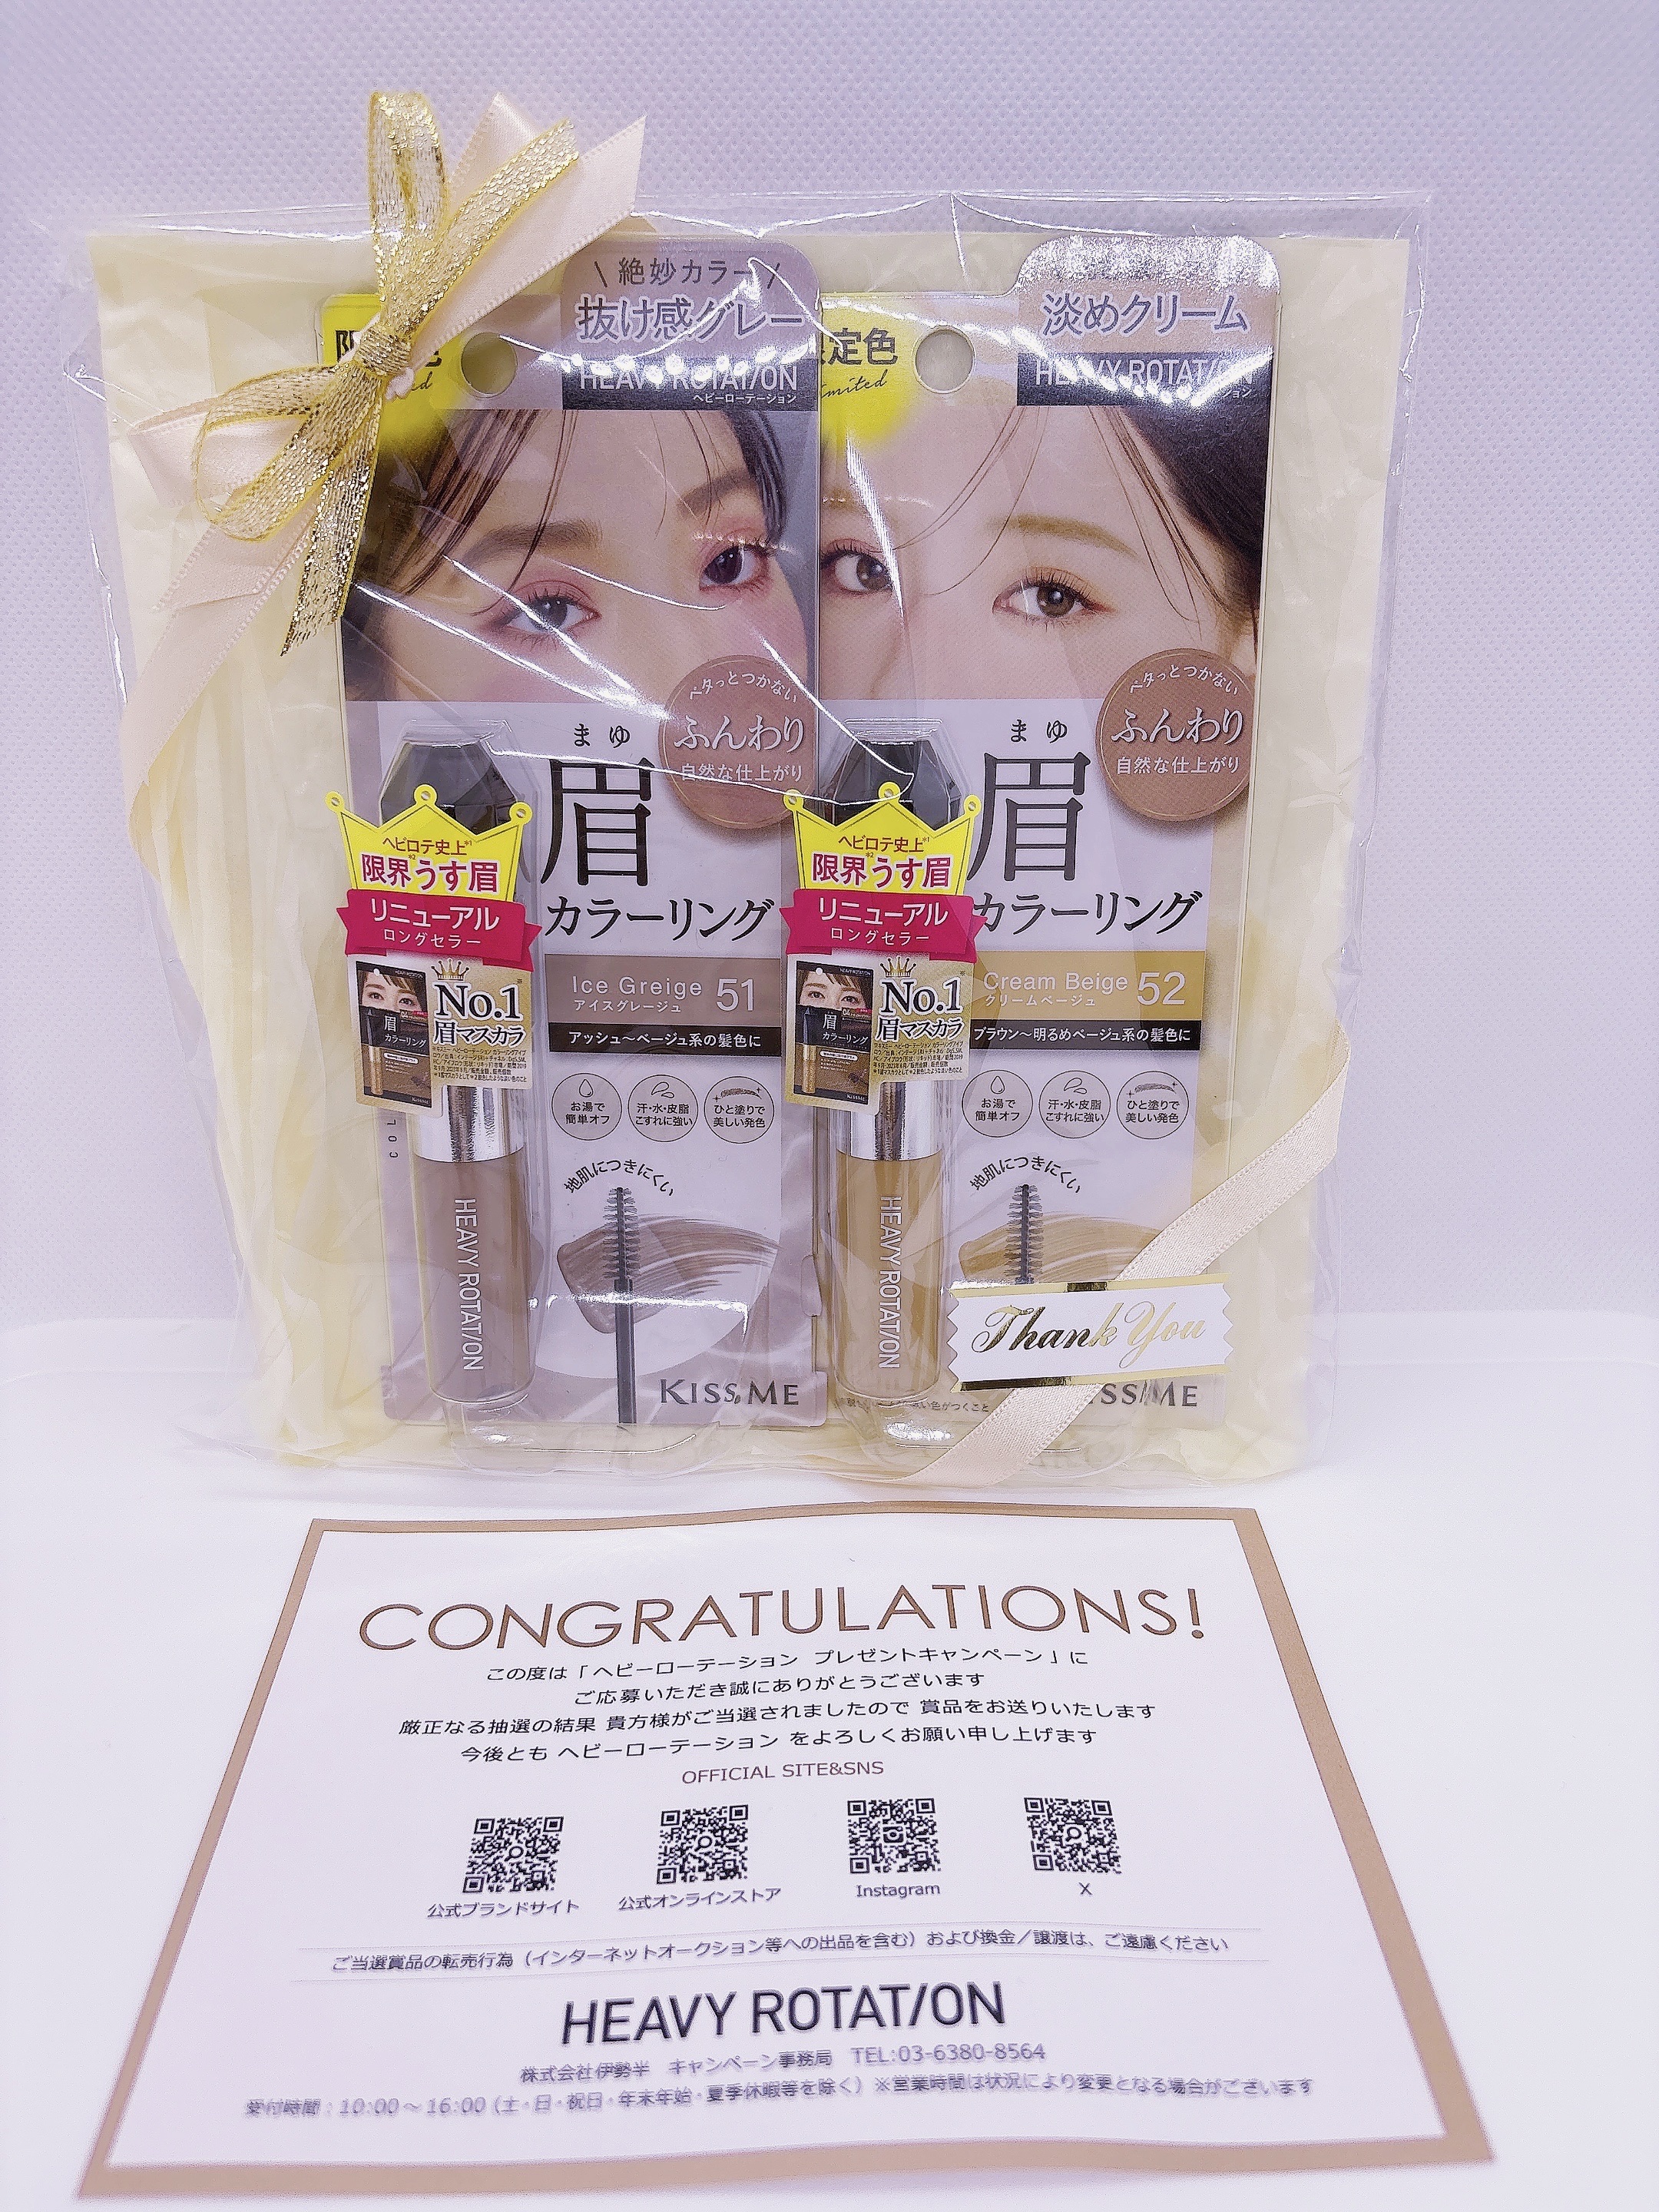 \ 絶妙カラー /
抜け感グレー
HEAVY ROTAT/ON
ヘビーローテーション
ペタっとつかない
ふんわり
自然な仕上がり
まゆ
眉
カラーリング
ヘビロテ史上*1
限界*2うす眉
リニューアル
ロングセラー
No.1
眉マスカラ
Ice Greige 51
アイスグレージュ
アッシュ～ベージュ系の髪色に
お湯で
簡単オフ
汗・水・皮脂
こすれに強い
ひと塗りで
美しい発色
地肌につきにくい
HEAVY ROTAT/ON
KISSME
定色
淡めクリーム
HEAVY ROTAT/ON
ペタっとつかない
ふんわり
自然な仕上がり
まゆ
眉
カラーリング
ヘビロテ史上*1
限界*2うす眉
リニューアル
ロングセラー
No.1
眉マスカラ
Cream Beige 52
クリームベージュ
ブラウン～明るめベージュ系の髪色に
お湯で
簡単オフ
汗・水・皮脂
こすれに強い
ひと塗りで
美しい発色
地肌につきにくい
HEAVY ROTAT/ON
Thank You
CONGRATULATIONS!
この度は「 ヘビーローテーション プレゼントキャンペーン 」に
ご応募いただき誠にありがとうございます
厳正なる抽選の結果 貴方様がご当選されましたので 賞品をお送りいたします
今後とも ヘビーローテーション をよろしくお願い申し上げます
OFFICIAL SITE&SNS
公式ブランドサイト 公式オンラインストア Instagram X
ご当選賞品の転売行為（インターネットオークション等への出品を含む）および換金／譲渡は、ご遠慮ください
HEAVY ROTAT/ON
株式会社伊勢半 キャンペーン事務局 TEL:03-6380-8564
受付時間：10:00～16:00 (土・日・祝日・年末年始・夏季休暇等を除く）※営業時間は状況により変更となる場合がございます